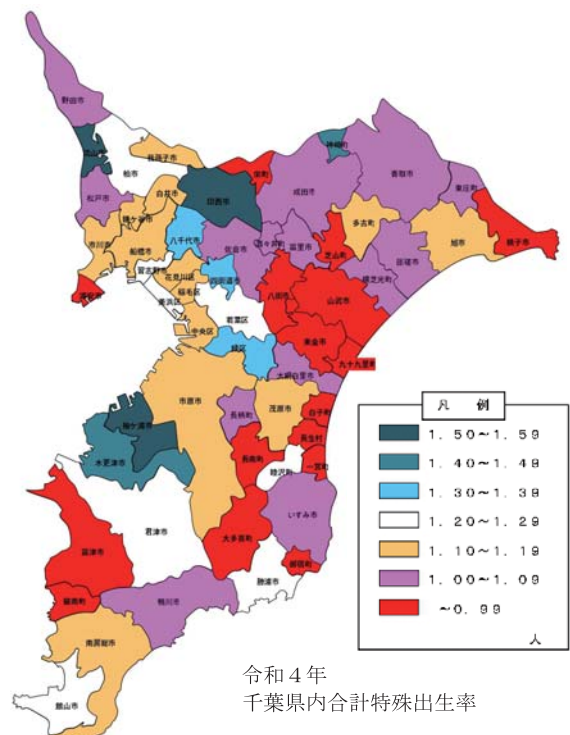 野田市
流山市
柏市
我孫子市
松戸市
白井市
印西市
栄町
神崎町
成田市
香取市
東庄町
銚子市
旭市
多古町
匝瑳市
市川市
鎌ケ谷市
船橋市
八千代市
佐倉市
酒々井町
富里市
芝山町
横芝光町
浦安市
習志野市
花見川区
稲毛区
美浜区
四街道市
八街市
山武市
若葉区
中央区
緑区
東金市
九十九里町
大網白里市
市原市
長柄町
茂原市
白子町
長生村
一宮町
長南町
睦沢町
袖ケ浦市
木更津市
君津市
大多喜町
いすみ市
御宿町
勝浦市
富津市
鋸南町
鴨川市
南房総市
館山市
凡 例
1.50～1.59
1.40～1.49
1.30～1.39
1.20～1.29
1.10～1.19
1.00～1.09
～0.99
人
令和４年
千葉県内合計特殊出生率